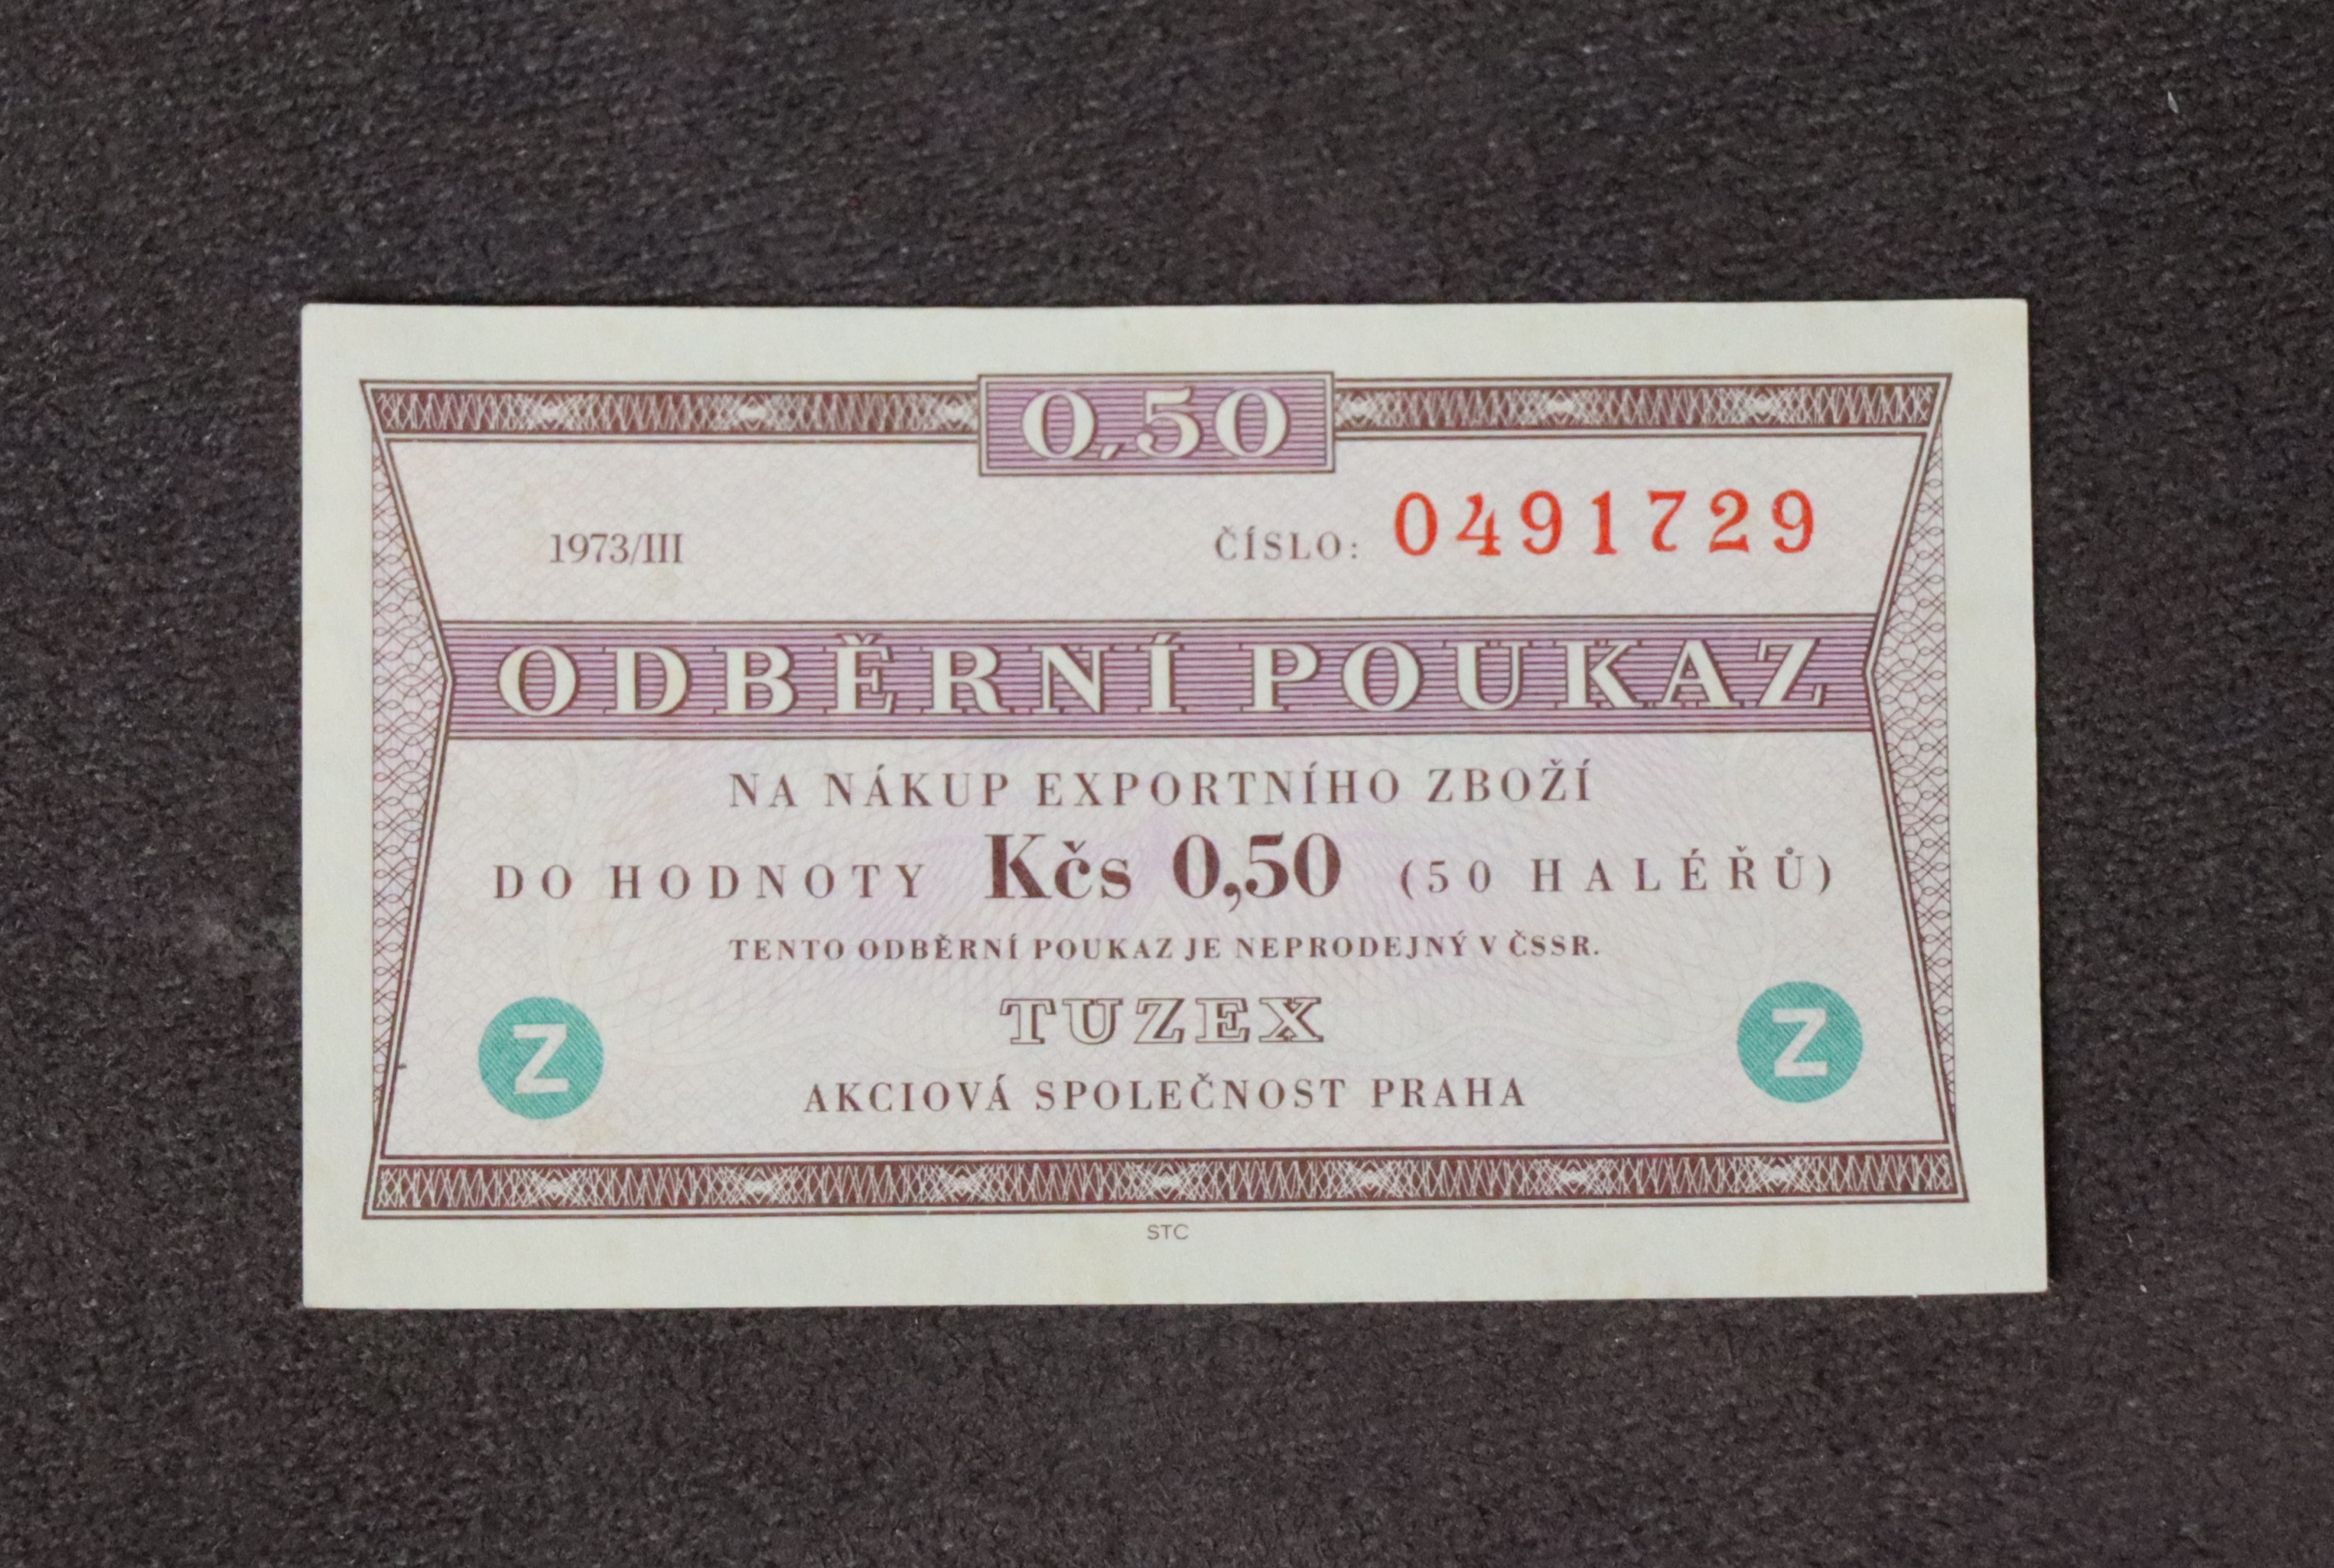 0,50
1973/III ČÍSLO: 0491729
ODBĚRNÍ POUKAZ
NA NÁKUP EXPORTNÍHO ZBOŽÍ
DO HODNOTY Kčs 0,50 (50 HALÉŘŮ)
TENTO ODBĚRNÍ POUKAZ JE NEPRODEJNÝ V ČSSR.
TUZEX
Z Z
AKCIOVÁ SPOLEČNOST PRAHA
STC